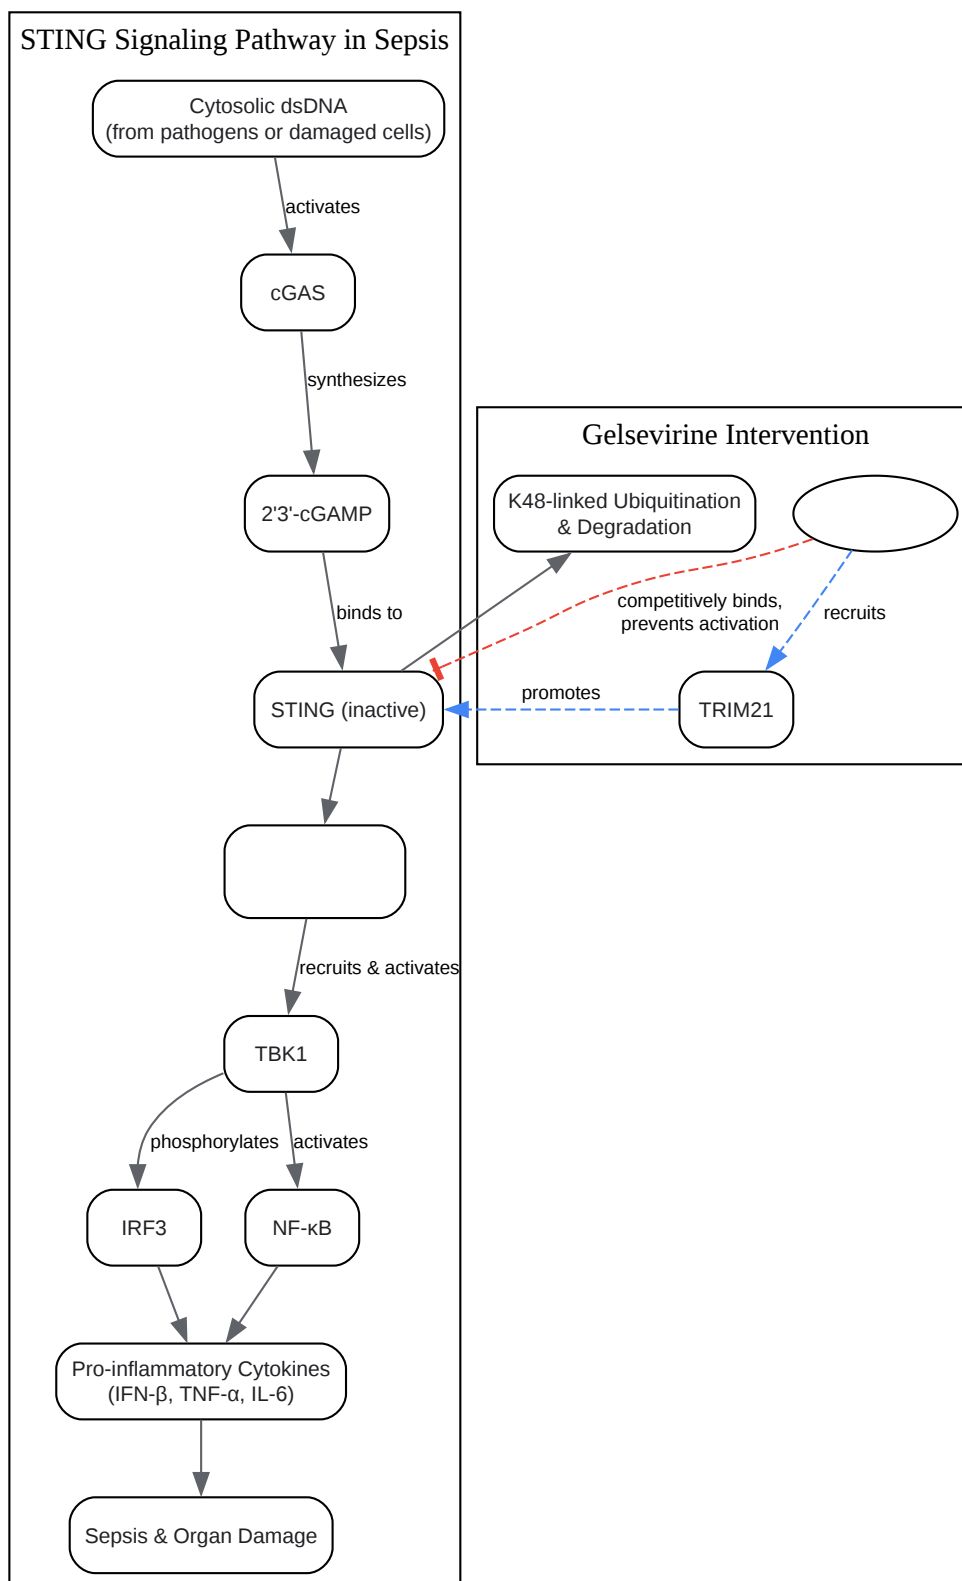 STING Signaling Pathway in Sepsis
Cytosolic dsDNA
(from pathogens or damaged cells)
activates
cGAS
synthesizes
2'3'-cGAMP
binds to
STING (inactive)
recruits & activates
TBK1
phosphorylates
activates
IRF3
NF-κB
Pro-inflammatory Cytokines
(IFN-β, TNF-α, IL-6)
Sepsis & Organ Damage
Gelsevirine Intervention
K48-linked Ubiquitination
& Degradation
competitively binds,
prevents activation
recruits
promotes
TRIM21